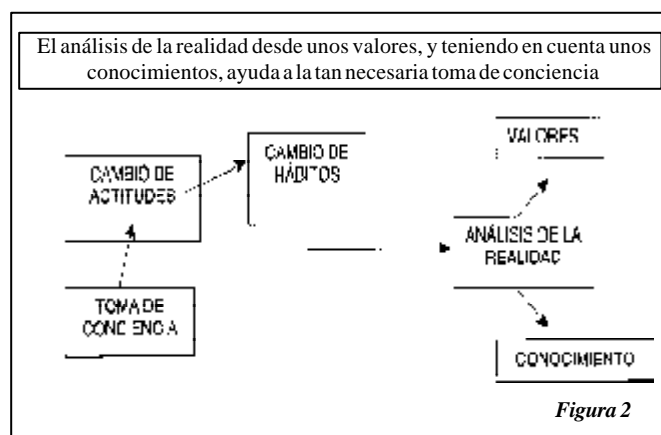 El análisis de la realidad desde unos valores, y teniendo en cuenta unos
conocimientos, ayuda a la tan necesaria toma de conciencia
VALORES
CAMBIO DE
HÁBITOS
CAMBIO DE
ACTITUDES
ANÁLISIS DE LA
REALIDAD
TOMA DE
CONCIENCIA
CONOCIMIENTO
Figura 2